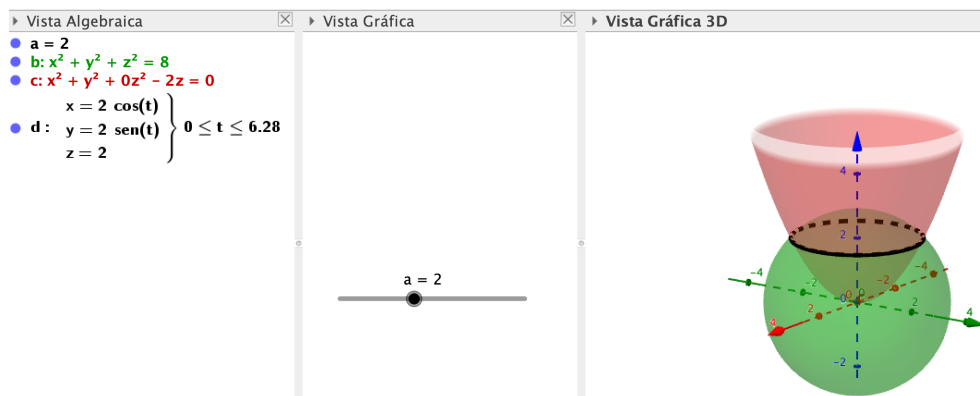 Vista Algebraica
a = 2
b: x² + y² + z² = 8
c: x² + y² + 0z² – 2z = 0
d : x = 2 cos(t)
y = 2 sen(t)
z = 2
0 ≤ t ≤ 6.28
Vista Gráfica
a = 2
Vista Gráfica 3D
4
2
0
-2
-4
-2
0
2
4
-4
-2
0
2
4